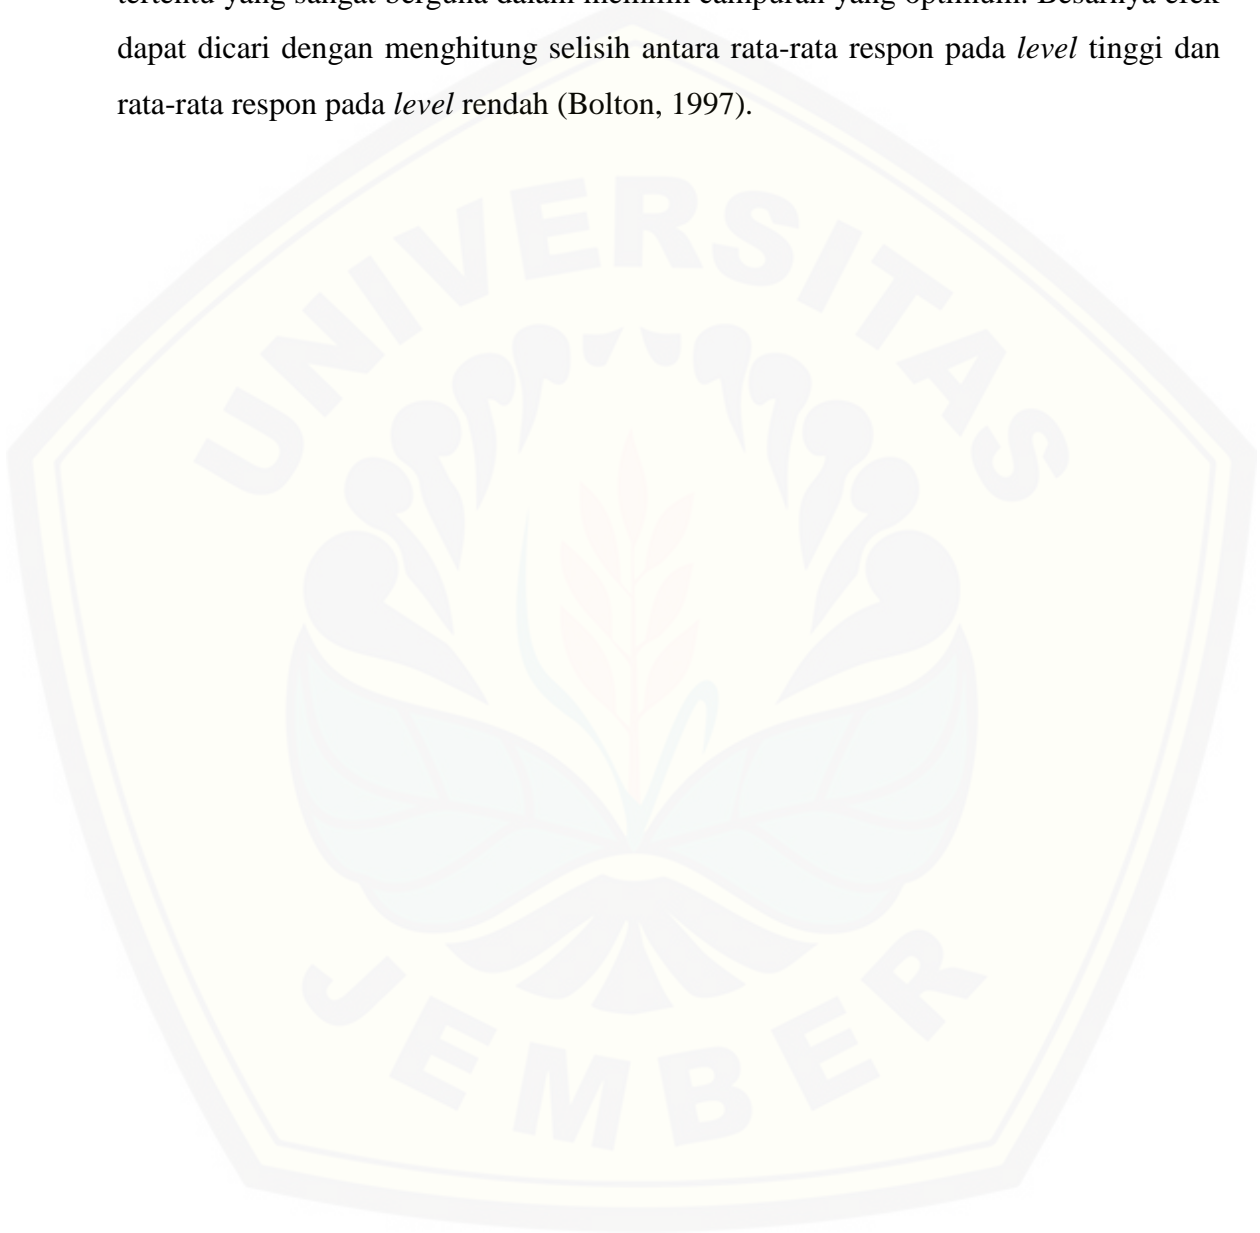 tertentu yang sangat berguna dalam memilih campuran yang optimum. Besarnya efek
dapat dicari dengan menghitung selisih antara rata-rata respon pada level tinggi dan
rata-rata respon pada level rendah (Bolton, 1997).
UNIVERSITAS
JEMBER